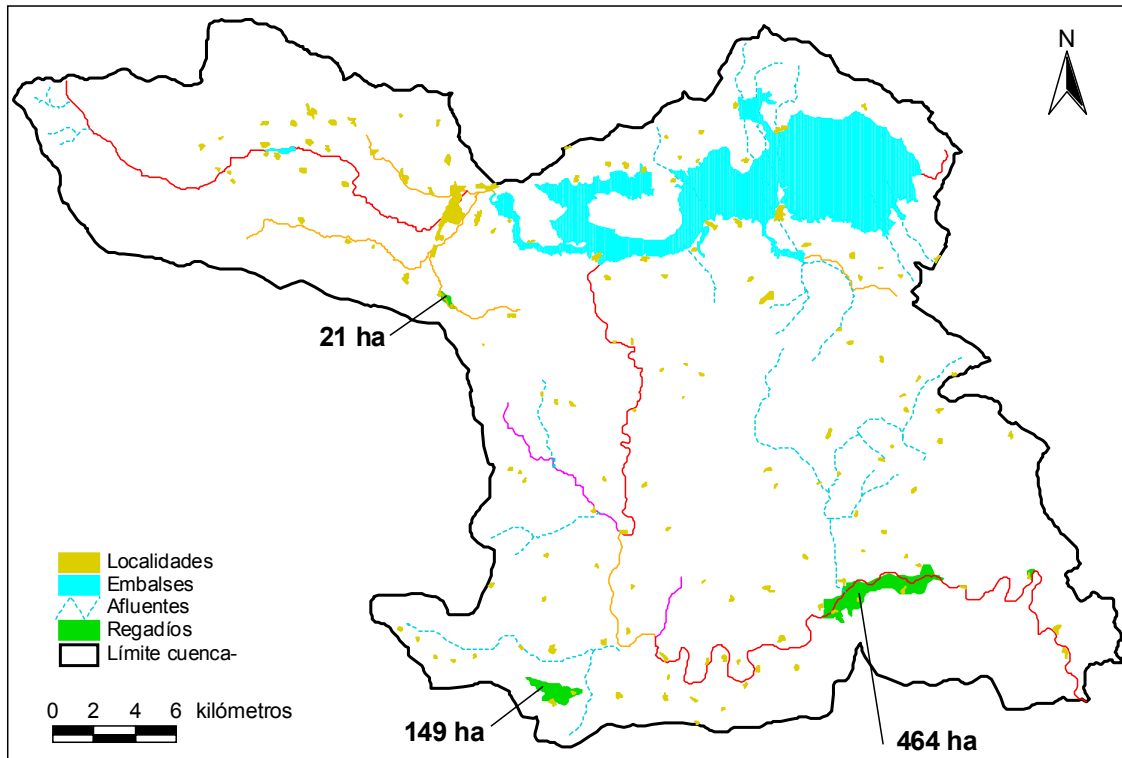 N
21 ha
Localidades
Embalses
Afluentes
Regadíos
Límite cuenca-
0 2 4 6 kilómetros
149 ha
464 ha